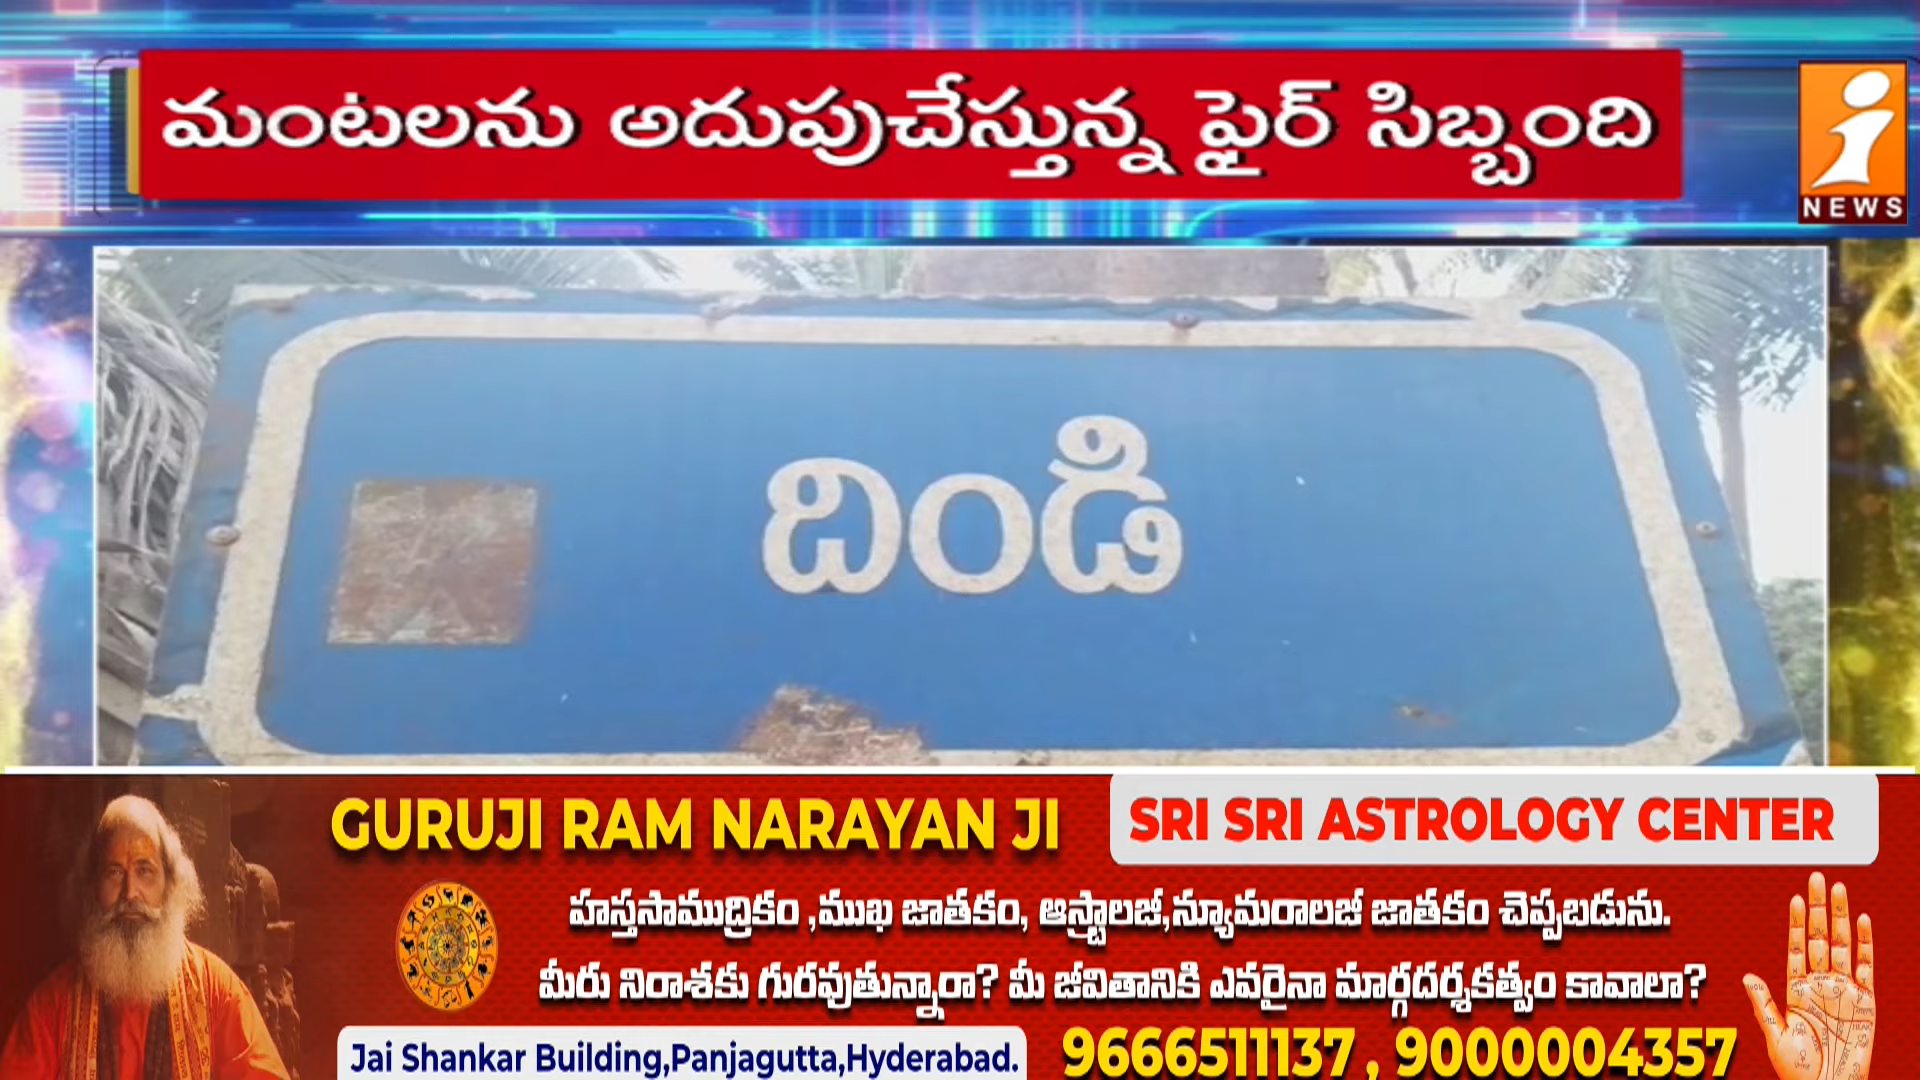 మంటలను అదుపుచేస్తున్న ఫైర్ సిబ్బంది
i
NEWS
దిండి
GURUJI RAM NARAYAN JI
SRI SRI ASTROLOGY CENTER
హస్తసాముద్రికం ,ముఖ జాతకం, ఆస్ట్రాలజీ,న్యూమరాలజీ జాతకం చెప్పబడును.
మీరు నిరాశకు గురవుతున్నారా? మీ జీవితానికి ఎవరైనా మార్గదర్శకత్వం కావాలా?
Jai Shankar Building,Panjagutta,Hyderabad.
9666511137 , 9000004357